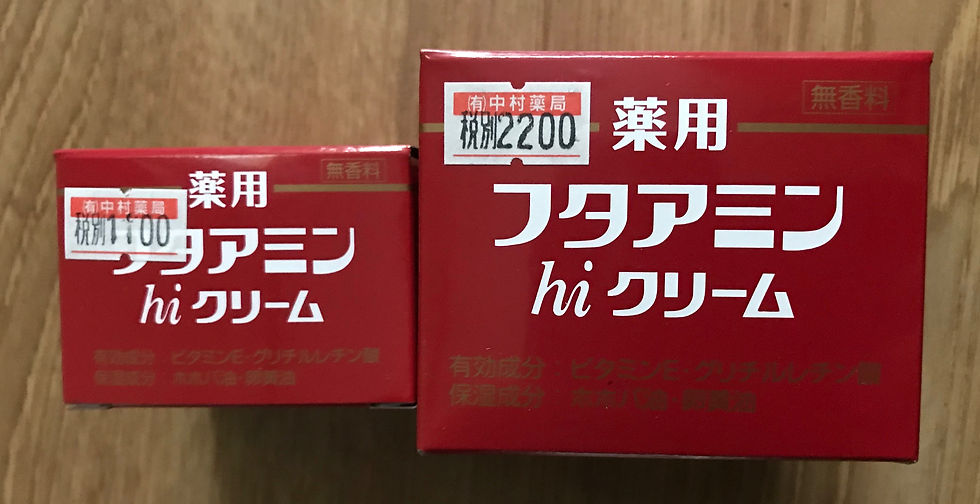 (有)中村薬局
税別1100
薬用
無香料
フタアミン
hiクリーム
有効成分:ビタミンE・グリチルレチン酸
保湿成分:ホホバ油・卵黄油
(有)中村薬局
税別2200
薬用
無香料
フタアミン
hiクリーム
有効成分:ビタミンE・グリチルレチン酸
保湿成分:ホホバ油・卵黄油